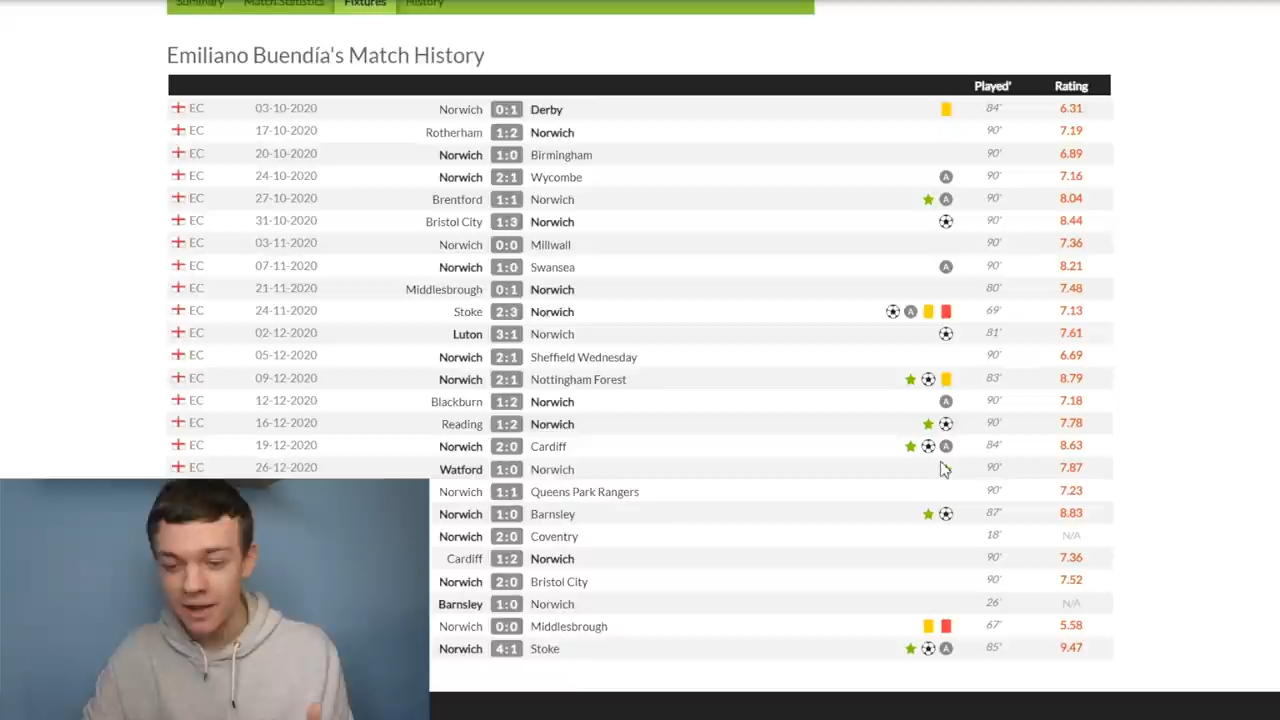 Summary Match Statistics Fixtures History
Emiliano Buendía's Match History
Played' Rating
EC 03-10-2020 Norwich 0:1 Derby 84' 6.31
EC 17-10-2020 Rotherham 1:2 Norwich 90' 7.19
EC 20-10-2020 Norwich 1:0 Birmingham 90' 6.89
EC 24-10-2020 Norwich 2:1 Wycombe A 90' 7.16
EC 27-10-2020 Brentford 1:1 Norwich A 90' 8.04
EC 31-10-2020 Bristol City 1:3 Norwich 90' 8.44
EC 03-11-2020 Norwich 0:0 Millwall 90' 7.36
EC 07-11-2020 Norwich 1:0 Swansea A 90' 8.21
EC 21-11-2020 Middlesbrough 0:1 Norwich 80' 7.48
EC 24-11-2020 Stoke 2:3 Norwich A 69' 7.13
EC 02-12-2020 Luton 3:1 Norwich 81' 7.61
EC 05-12-2020 Norwich 2:1 Sheffield Wednesday 90' 6.69
EC 09-12-2020 Norwich 2:1 Nottingham Forest 83' 8.79
EC 12-12-2020 Blackburn 1:2 Norwich A 90' 7.18
EC 16-12-2020 Reading 1:2 Norwich 90' 7.78
EC 19-12-2020 Norwich 2:0 Cardiff A 84' 8.63
EC 26-12-2020 Watford 1:0 Norwich 90' 7.87
Norwich 1:1 Queens Park Rangers 90' 7.23
Norwich 1:0 Barnsley 87' 8.83
Norwich 2:0 Coventry 18' N/A
Cardiff 1:2 Norwich 90' 7.36
Norwich 2:0 Bristol City 90' 7.52
Barnsley 1:0 Norwich 26' N/A
Norwich 0:0 Middlesbrough 67' 5.58
Norwich 4:1 Stoke A 85' 9.47